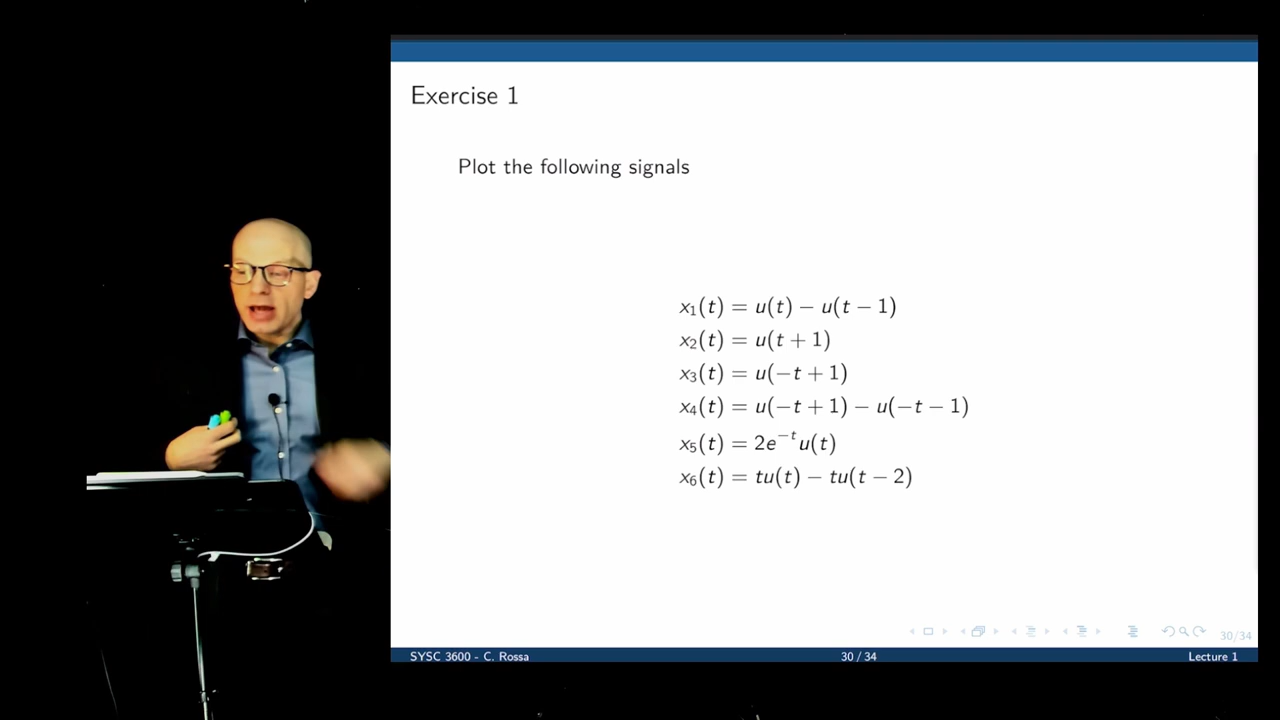 Exercise 1
Plot the following signals
x₁(t) = u(t) − u(t − 1)
x₂(t) = u(t + 1)
x₃(t) = u(−t + 1)
x₄(t) = u(−t + 1) − u(−t − 1)
x₅(t) = 2e⁻ᵗu(t)
x₆(t) = tu(t) − tu(t − 2)
30/34
SYSC 3600 - C. Rossa 30 / 34 Lecture 1